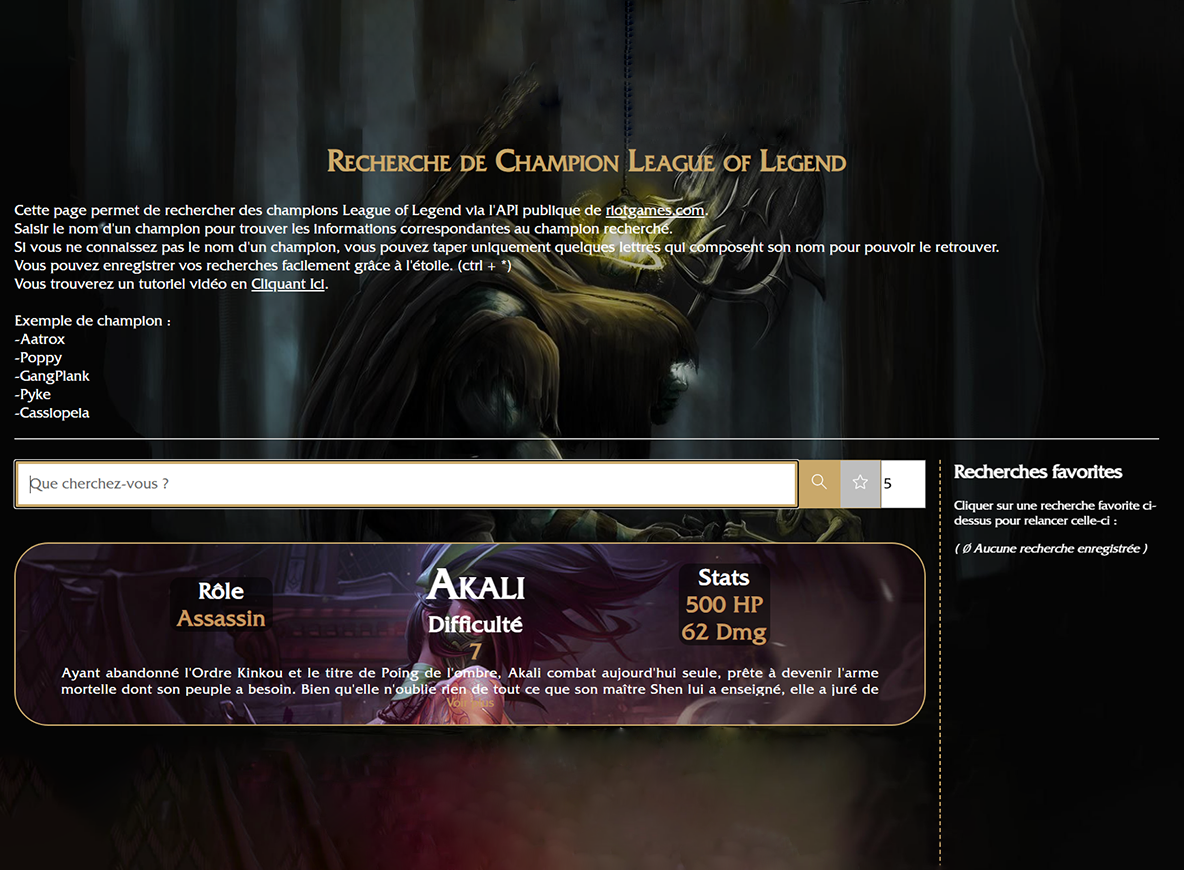 Recherche de Champion League of Legend
Cette page permet de rechercher des champions League of Legend via l'API publique de riotgames.com.
Saisir le nom d'un champion pour trouver les informations correspondantes au champion recherché.
Si vous ne connaissez pas le nom d'un champion, vous pouvez taper uniquement quelques lettres qui composent son nom pour pouvoir le retrouver.
Vous pouvez enregistrer vos recherches facilement grâce à l'étoile. (ctrl + *)
Vous trouverez un tutoriel vidéo en Cliquant ici.
Exemple de champion :
-Aatrox
-Poppy
-GangPlank
-Pyke
-Cassiopeia
Que cherchez-vous ?
5
Recherches favorites
Cliquer sur une recherche favorite ci-
dessus pour relancer celle-ci :
( Ø Aucune recherche enregistrée )
Rôle
Assassin
Akali
Difficulté
7
Stats
500 HP
62 Dmg
Ayant abandonné l'Ordre Kinkou et le titre de Poing de l'ombre, Akali combat aujourd'hui seule, prête à devenir l'arme
mortelle dont son peuple a besoin. Bien qu'elle n'oublie rien de tout ce que son maître Shen lui a enseigné, elle a juré de
Voir plus